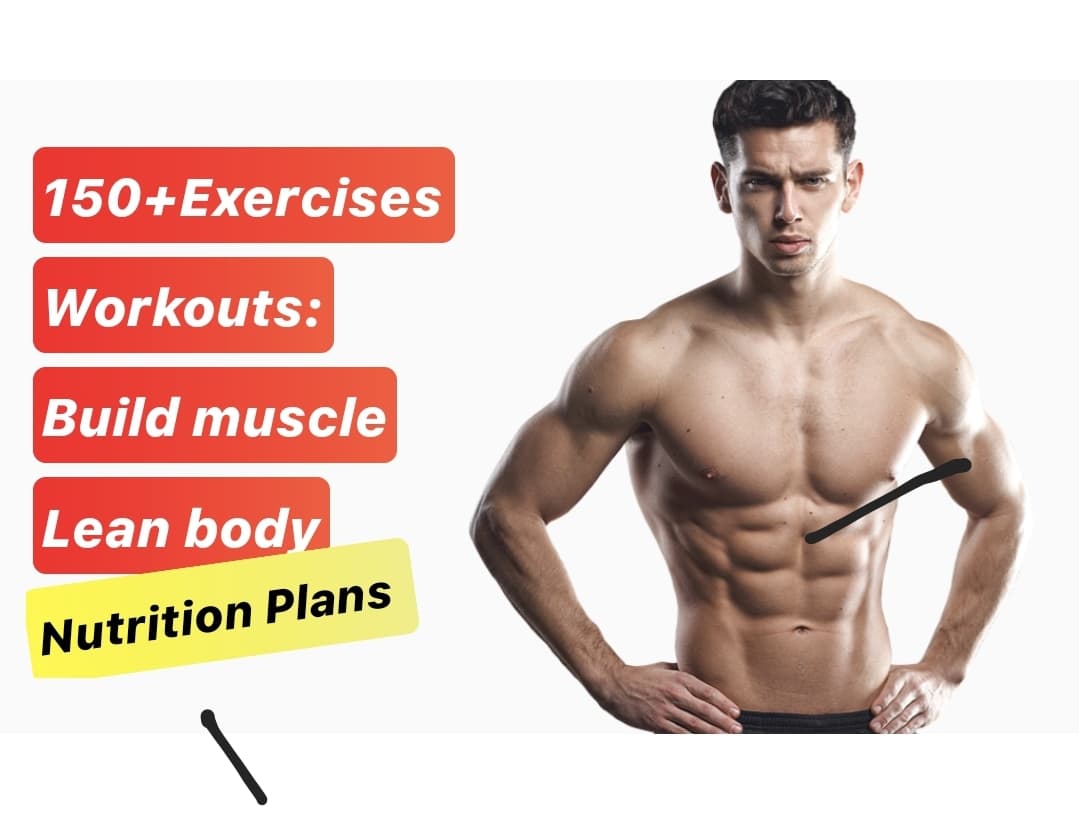 150+Exercises
Workouts:
Build muscle
Lean body
Nutrition Plans